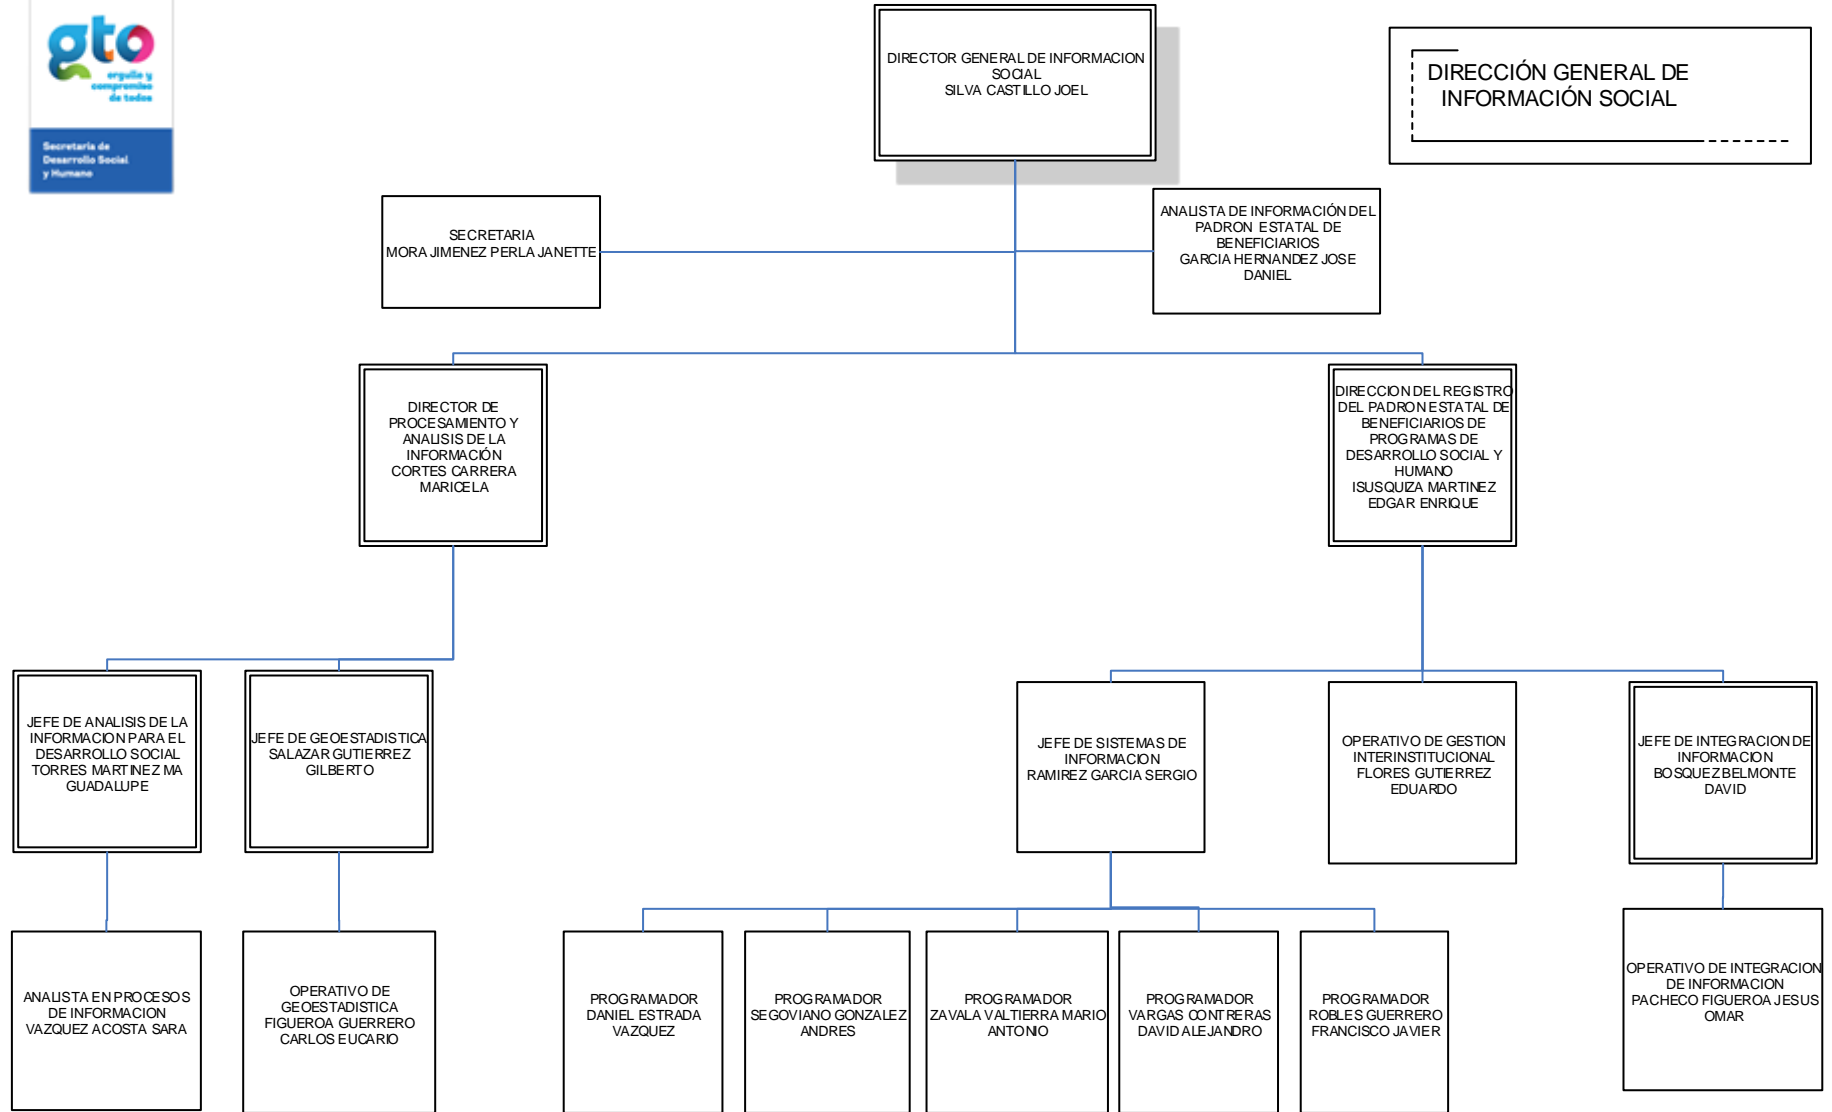 gto
orgullo y
compromiso
de todos
Secretaría de
Desarrollo Social
y Humano
DIRECTOR GENERAL DE INFORMACION
SOCIAL
SILVA CASTILLO JOEL
DIRECCIÓN GENERAL DE
INFORMACIÓN SOCIAL
SECRETARIA
MORA JIMENEZ PERLA JANETTE
ANALISTA DE INFORMACIÓN DEL
PADRON ESTATAL DE
BENEFICIARIOS
GARCIA HERNANDEZ JOSE
DANIEL
DIRECTOR DE
PROCESAMIENTO Y
ANALISIS DE LA
INFORMACIÓN
CORTES CARRERA
MARICELA
DIRECCION DEL REGISTRO
DEL PADRON ESTATAL DE
BENEFICIARIOS DE
PROGRAMAS DE
DESARROLLO SOCIAL Y
HUMANO
ISUSQUIZA MARTINEZ
EDGAR ENRIQUE
JEFE DE ANALISIS DE LA
INFORMACION PARA EL
DESARROLLO SOCIAL
TORRES MARTINEZ MA
GUADALUPE
JEFE DE GEOESTADISTICA
SALAZAR GUTIERREZ
GILBERTO
JEFE DE SISTEMAS DE
INFORMACION
RAMIREZ GARCIA SERGIO
OPERATIVO DE GESTION
INTERINSTITUCIONAL
FLORES GUTIERREZ
EDUARDO
JEFE DE INTEGRACION DE
INFORMACION
BOSQUEZ BELMONTE
DAVID
ANALISTA EN PROCESOS
DE INFORMACION
VAZQUEZ ACOSTA SARA
OPERATIVO DE
GEOESTADISTICA
FIGUEROA GUERRERO
CARLOS EUCARIO
PROGRAMADOR
DANIEL ESTRADA
VAZQUEZ
PROGRAMADOR
SEGOVIANO GONZALEZ
ANDRES
PROGRAMADOR
ZAVALA VALTIERRA MARIO
ANTONIO
PROGRAMADOR
VARGAS CONTRERAS
DAVID ALEJANDRO
PROGRAMADOR
ROBLES GUERRERO
FRANCISCO JAVIER
OPERATIVO DE INTEGRACION
DE INFORMACION
PACHECO FIGUEROA JESUS
OMAR